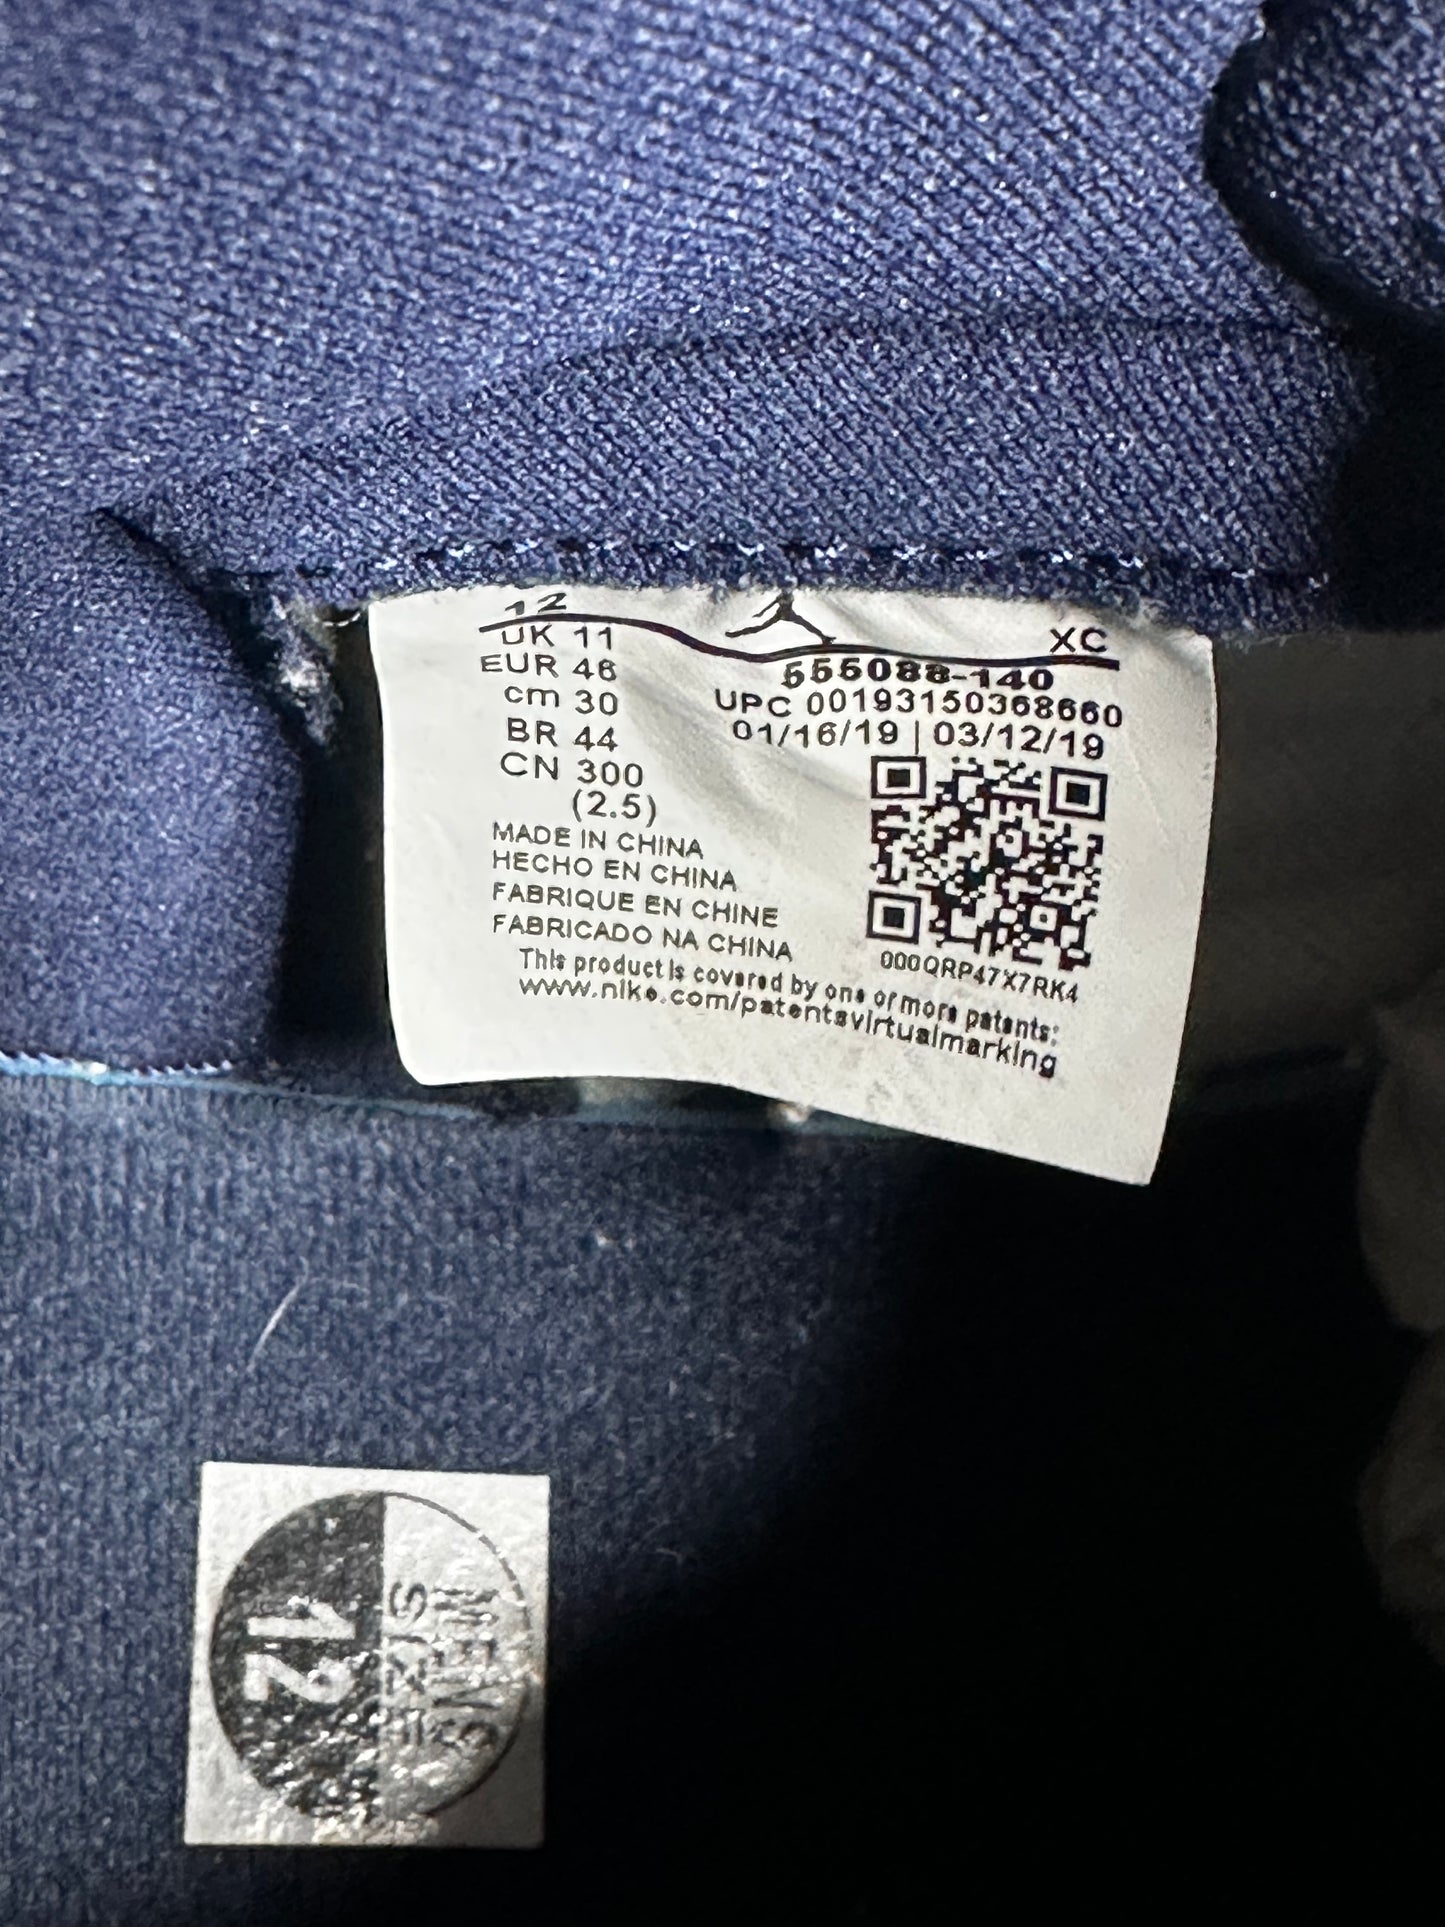 12
UK 11
EUR 46
cm 30
BR 44
CN 300
(2.5)
XC
555088-140
UPC 00193150368660
01/16/19 | 03/12/19
MADE IN CHINA
HECHO EN CHINA
FABRIQUE EN CHINE
FABRICADO NA CHINA
000QRP47X7RK4
This product is covered by one or more patents:
www.nike.com/patentsvirtualmarking
MEN'S
SIZE
12